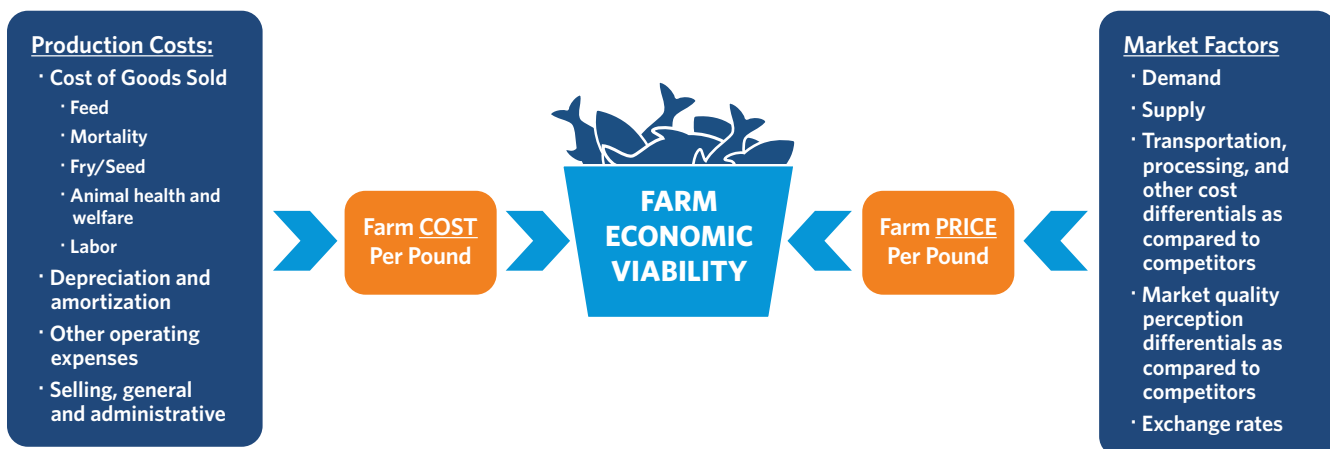 Production Costs:
· Cost of Goods Sold
· Feed
· Mortality
· Fry/Seed
· Animal health and
welfare
· Labor
· Depreciation and
amortization
· Other operating
expenses
· Selling, general
and administrative
Farm COST
Per Pound
FARM
ECONOMIC
VIABILITY
Farm PRICE
Per Pound
Market Factors
· Demand
· Supply
· Transportation,
processing, and
other cost
differentials as
compared to
competitors
· Market quality
perception
differentials as
compared to
competitors
· Exchange rates